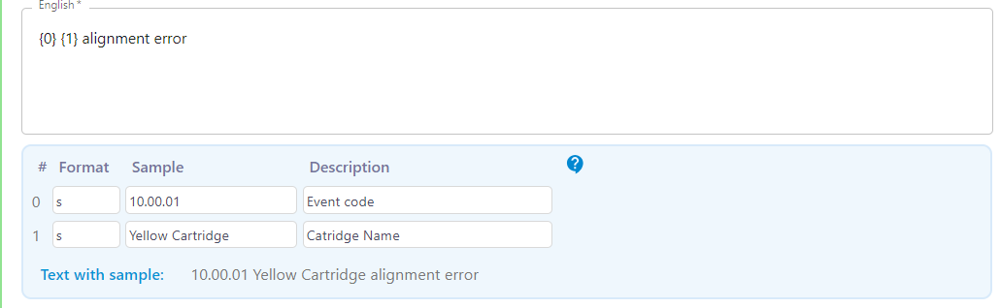 English *
{0} {1} alignment error
# Format Sample Description ?
0 s 10.00.01 Event code
1 s Yellow Cartridge Catridge Name
Text with sample: 10.00.01 Yellow Cartridge alignment error